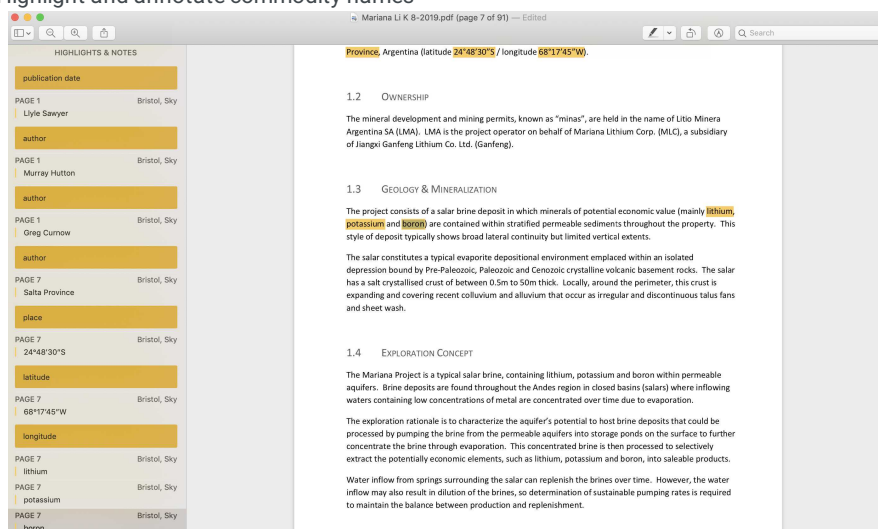 Highlight and annotate commodity names
Mariana Li K 8-2019.pdf (page 7 of 91) — Edited
Search
HIGHLIGHTS & NOTES
publication date
PAGE 1 Bristol, Sky
Llyle Sawyer
author
PAGE 1 Bristol, Sky
Murray Hutton
author
PAGE 1 Bristol, Sky
Greg Curnow
author
PAGE 7 Bristol, Sky
Salta Province
place
PAGE 7 Bristol, Sky
24°48'30"S
latitude
PAGE 7 Bristol, Sky
68°17'45"W
longitude
PAGE 7 Bristol, Sky
lithium
PAGE 7 Bristol, Sky
potassium
PAGE 7 Bristol, Sky
boron
Province, Argentina (latitude 24°48'30"S / longitude 68°17'45"W).
1.2 OWNERSHIP
The mineral development and mining permits, known as “minas”, are held in the name of Litio Minera
Argentina SA (LMA). LMA is the project operator on behalf of Mariana Lithium Corp. (MLC), a subsidiary
of Jiangxi Ganfeng Lithium Co. Ltd. (Ganfeng).
1.3 GEOLOGY & MINERALIZATION
The project consists of a salar brine deposit in which minerals of potential economic value (mainly lithium,
potassium and boron) are contained within stratified permeable sediments throughout the property. This
style of deposit typically shows broad lateral continuity but limited vertical extents.
The salar constitutes a typical evaporite depositional environment emplaced within an isolated
depression bound by Pre-Paleozoic, Paleozoic and Cenozoic crystalline volcanic basement rocks. The salar
has a salt crystallised crust of between 0.5m to 50m thick. Locally, around the perimeter, this crust is
expanding and covering recent colluvium and alluvium that occur as irregular and discontinuous talus fans
and sheet wash.
1.4 EXPLORATION CONCEPT
The Mariana Project is a typical salar brine, containing lithium, potassium and boron within permeable
aquifers. Brine deposits are found throughout the Andes region in closed basins (salars) where inflowing
waters containing low concentrations of metal are concentrated over time due to evaporation.
The exploration rationale is to characterize the aquifer’s potential to host brine deposits that could be
processed by pumping the brine from the permeable aquifers into storage ponds on the surface to further
concentrate the brine through evaporation. This concentrated brine is then processed to selectively
extract the potentially economic elements, such as lithium, potassium and boron, into saleable products.
Water inflow from springs surrounding the salar can replenish the brines over time. However, the water
inflow may also result in dilution of the brines, so determination of sustainable pumping rates is required
to maintain the balance between production and replenishment.